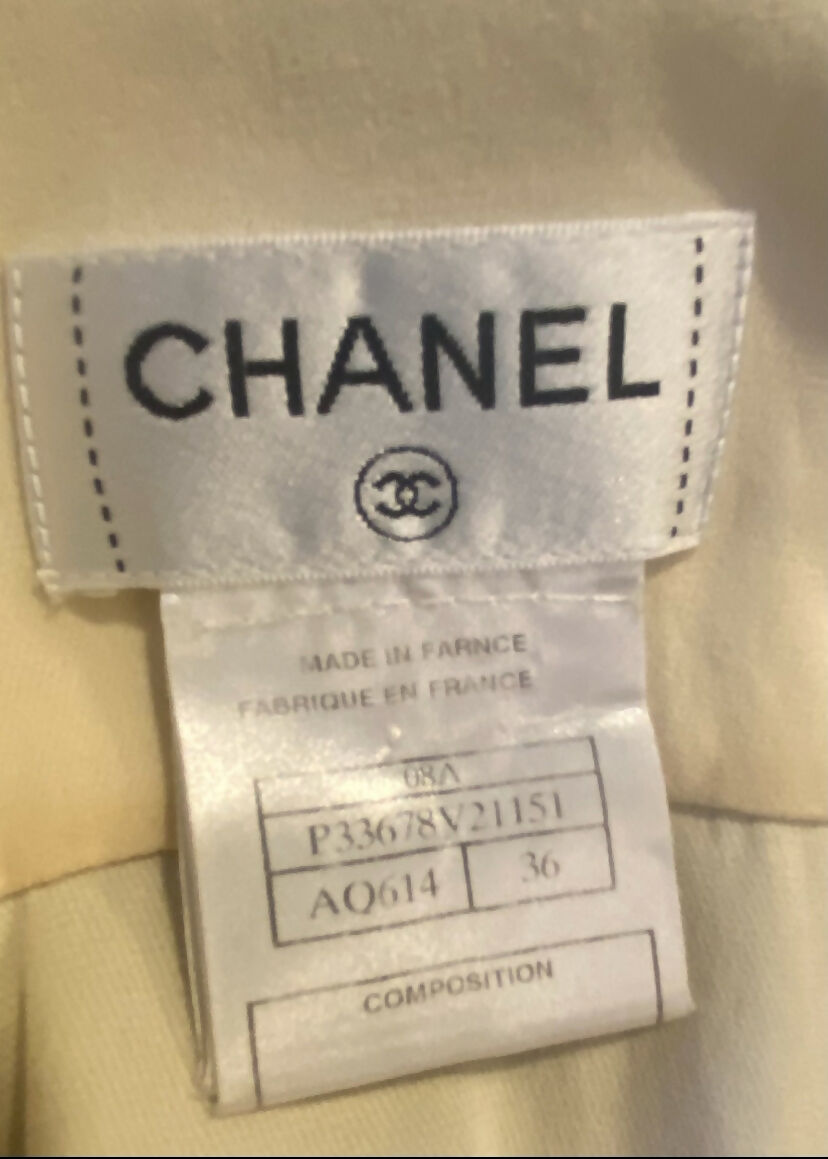 CHANEL
MADE IN FARNCE
FABRIQUE EN FRANCE
08A
P33678V21151
AQ614 36
COMPOSITION